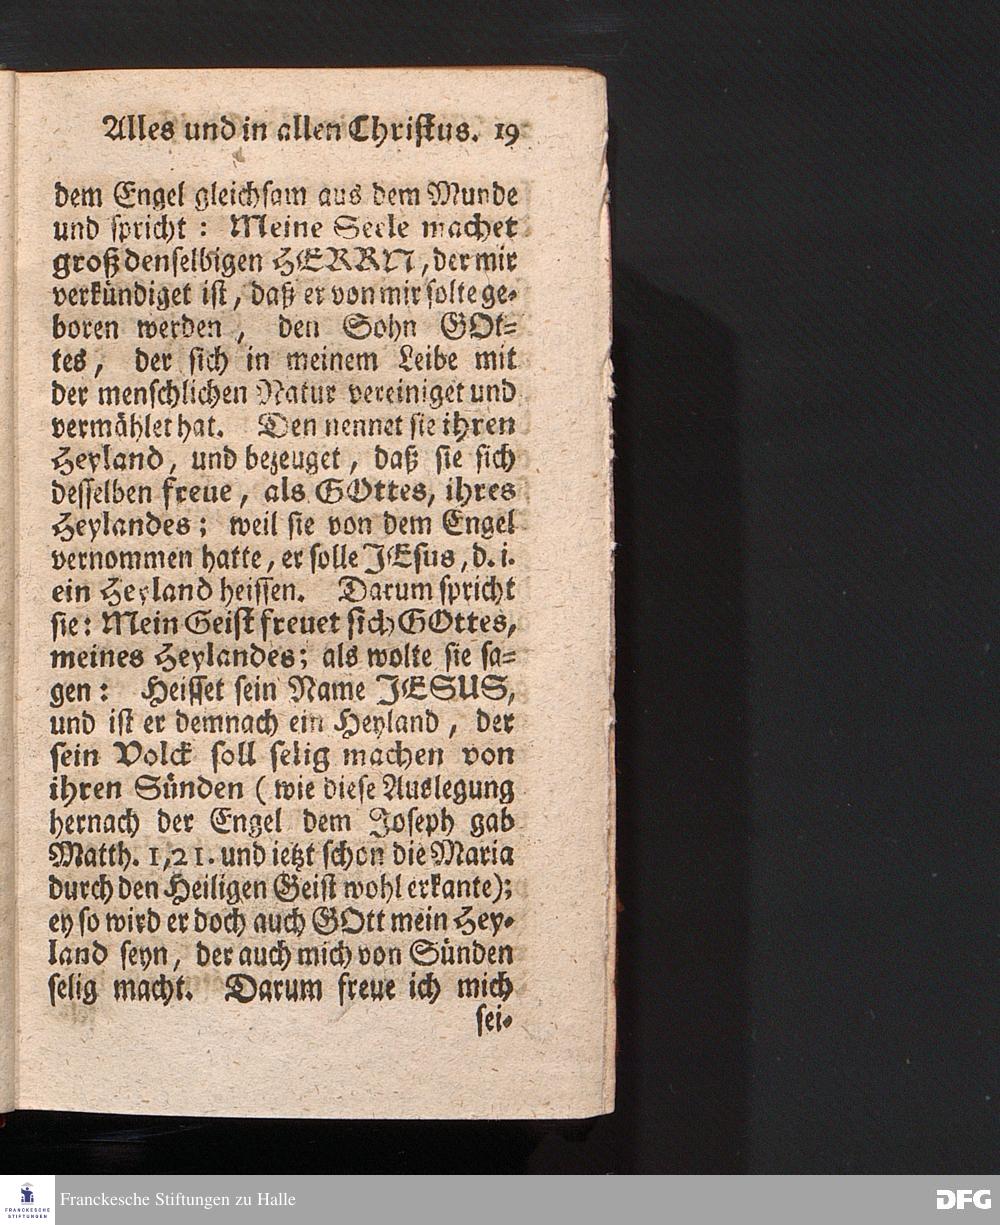 Alles und in allen Christus. 19
dem Engel gleichsam aus dem Munde
und spricht: Meine Seele machet
groß denselbigen HERRN, der mir
verkündiget ist, daß er von mir solte ge-
boren werden, den Sohn GOt-
tes, der sich in meinem Leibe mit
der menschlichen Natur vereiniget und
vermählet hat. Den nennet sie ihren
Heyland, und bezeuget, daß sie sich
desselben freue, als GOttes, ihres
Heylandes; weil sie von dem Engel
vernommen hatte, er solle JEsus, d. i.
ein Heyland heissen. Darum spricht
sie: Mein Geist freuet sich GOttes,
meines Heylandes; als wolte sie sa-
gen: Heisset sein Name JESUS,
und ist er demnach ein Heyland, der
sein Volck soll selig machen von
ihren Sünden (wie diese Auslegung
hernach der Engel dem Joseph gab
Matth. 1,21. und ietzt schon die Maria
durch den Heiligen Geist wohl erkante);
ey so wird er doch auch GOtt mein Hey-
land seyn, der auch mich von Sünden
selig macht. Darum freue ich mich
sei-
FRANCKESCHE
STIFTUNGEN
Franckesche Stiftungen zu Halle
DFG